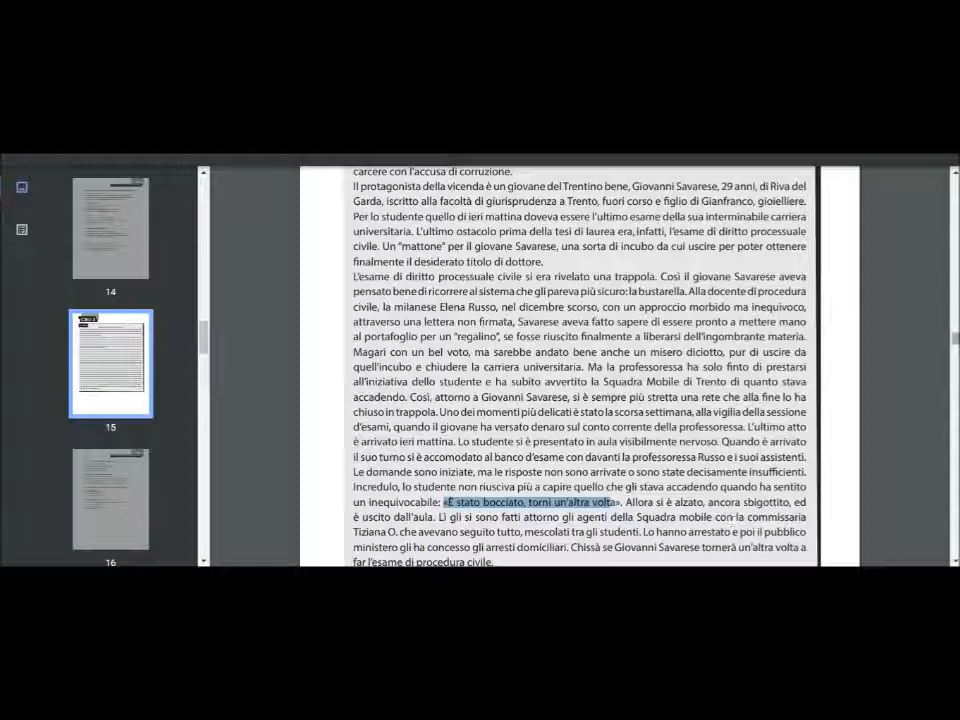 carcere con l'accusa di corruzione.
Il protagonista della vicenda è un giovane del Trentino bene, Giovanni Savarese, 29 anni, di Riva del
Garda, iscritto alla facoltà di giurisprudenza a Trento, fuori corso e figlio di Gianfranco, gioielliere.
Per lo studente quello di ieri mattina doveva essere l'ultimo esame della sua interminabile carriera
universitaria. L'ultimo ostacolo prima della tesi di laurea era, infatti, l'esame di diritto processuale
civile. Un "mattone" per il giovane Savarese, una sorta di incubo da cui uscire per poter ottenere
finalmente il desiderato titolo di dottore.
L'esame di diritto processuale civile si era rivelato una trappola. Così il giovane Savarese aveva
pensato bene di ricorrere al sistema che gli pareva più sicuro: la bustarella. Alla docente di procedura
civile, la milanese Elena Russo, nel dicembre scorso, con un approccio morbido ma inequivoco,
attraverso una lettera non firmata, Savarese aveva fatto sapere di essere pronto a mettere mano
al portafoglio per un "regalino", se fosse riuscito finalmente a liberarsi dell'ingombrante materia.
Magari con un bel voto, ma sarebbe andato bene anche un misero diciotto, pur di uscire da
quell'incubo e chiudere la carriera universitaria. Ma la professoressa ha solo finto di prestarsi
all'iniziativa dello studente e ha subito avvertito la Squadra Mobile di Trento di quanto stava
accadendo. Così, attorno a Giovanni Savarese, si è sempre più stretta una rete che alla fine lo ha
chiuso in trappola. Uno dei momenti più delicati è stato la scorsa settimana, alla vigilia della sessione
d'esami, quando il giovane ha versato denaro sul conto corrente della professoressa. L'ultimo atto
è arrivato ieri mattina. Lo studente si è presentato in aula visibilmente nervoso. Quando è arrivato
il suo turno si è accomodato al banco d'esame con davanti la professoressa Russo e i suoi assistenti.
Le domande sono iniziate, ma le risposte non sono arrivate o sono state decisamente insufficienti.
Incredulo, lo studente non riusciva più a capire quello che gli stava accadendo quando ha sentito
un inequivocabile: «È stato bocciato, torni un'altra volta». Allora si è alzato, ancora sbigottito, ed
è uscito dall'aula. Lì gli si sono fatti attorno gli agenti della Squadra mobile con la commissaria
Tiziana O. che avevano seguito tutto, mescolati tra gli studenti. Lo hanno arrestato e poi il pubblico
ministero gli ha concesso gli arresti domiciliari. Chissà se Giovanni Savarese tornerà un'altra volta a
far l'esame di procedura civile.
14
15
16